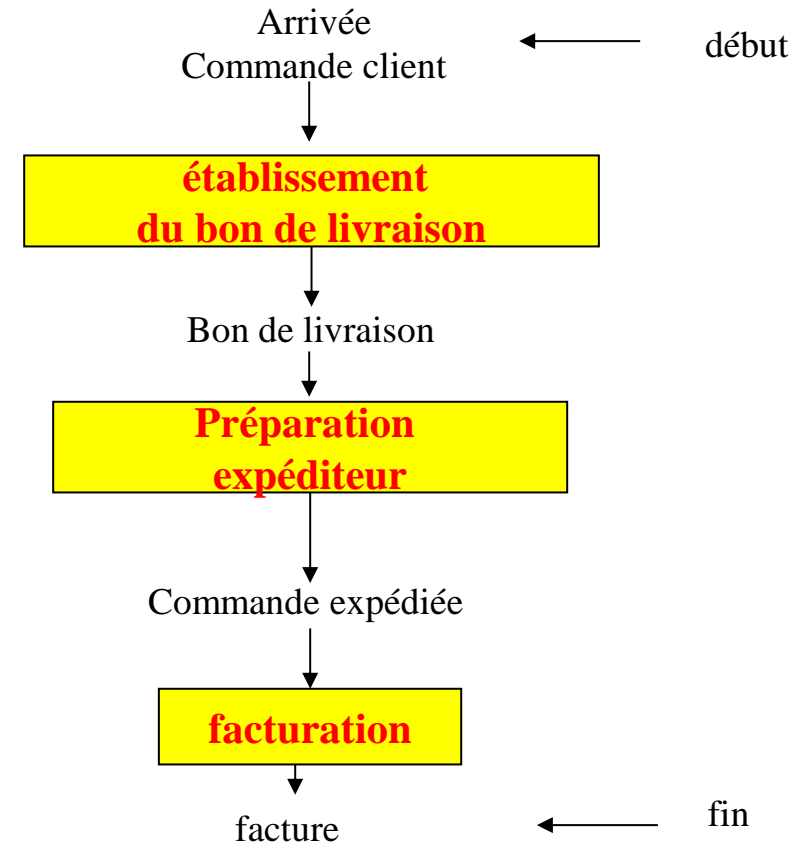 Arrivée
Commande client
début
établissement
du bon de livraison
Bon de livraison
Préparation
expéditeur
Commande expédiée
facturation
facture
fin